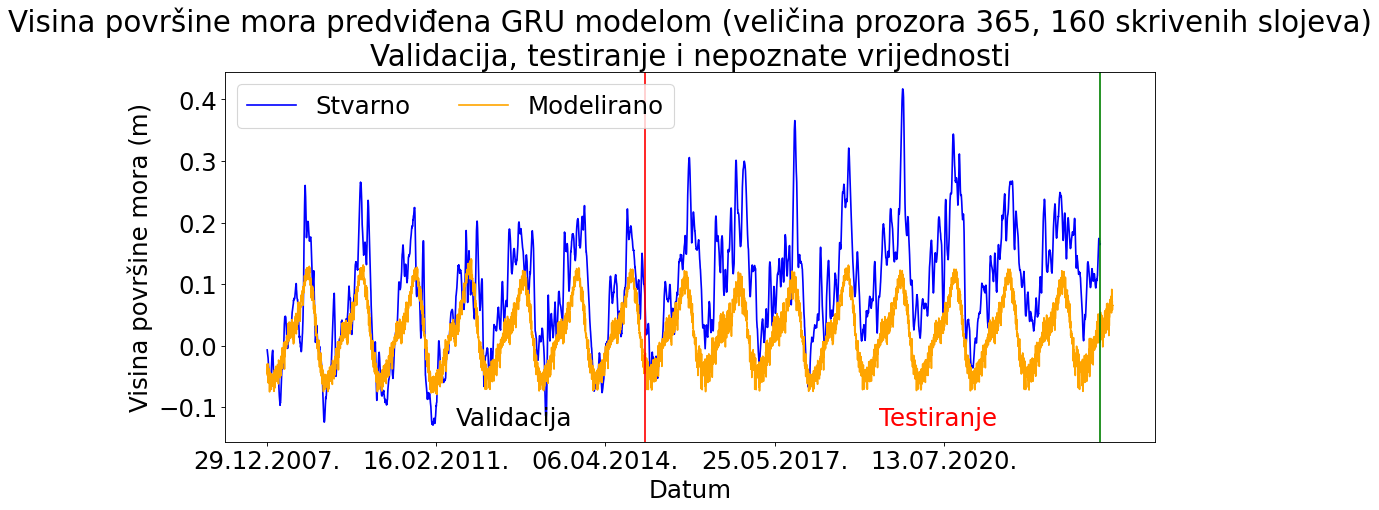 Visina površine mora predviđena GRU modelom (veličina prozora 365, 160 skrivenih slojeva)
Validacija, testiranje i nepoznate vrijednosti
Stvarno
Modelirano
Visina površine mora (m)
0.4
0.3
0.2
0.1
0.0
−0.1
Validacija
Testiranje
29.12.2007.
16.02.2011.
06.04.2014.
25.05.2017.
13.07.2020.
Datum